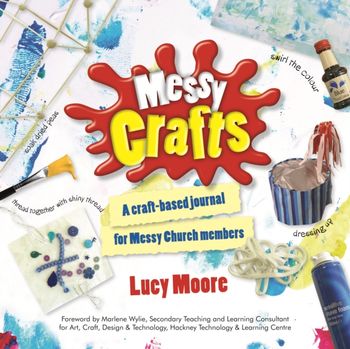 swirl the colour
Messy
Crafts
soak dried peas
thread together with shiny thread
A craft-based journal
for Messy Church members
dressing up
Lucy Moore
Foreword by Marlene Wylie, Secondary Teaching and Learning Consultant
for Art, Craft, Design & Technology, Hackney Technology & Learning Centre